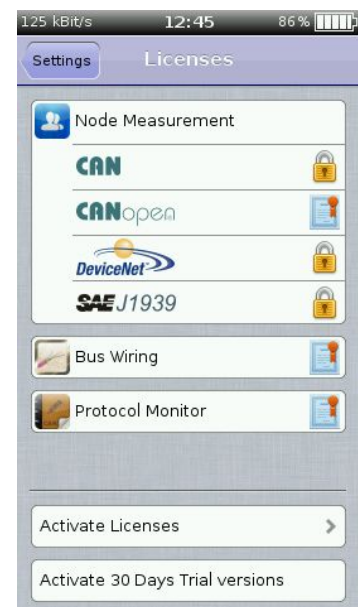 125 kBit/s 12:45 86%
Settings Licenses
Node Measurement
CAN
CANopen
DeviceNet
SAE J1939
Bus Wiring
Protocol Monitor
Activate Licenses
Activate 30 Days Trial versions